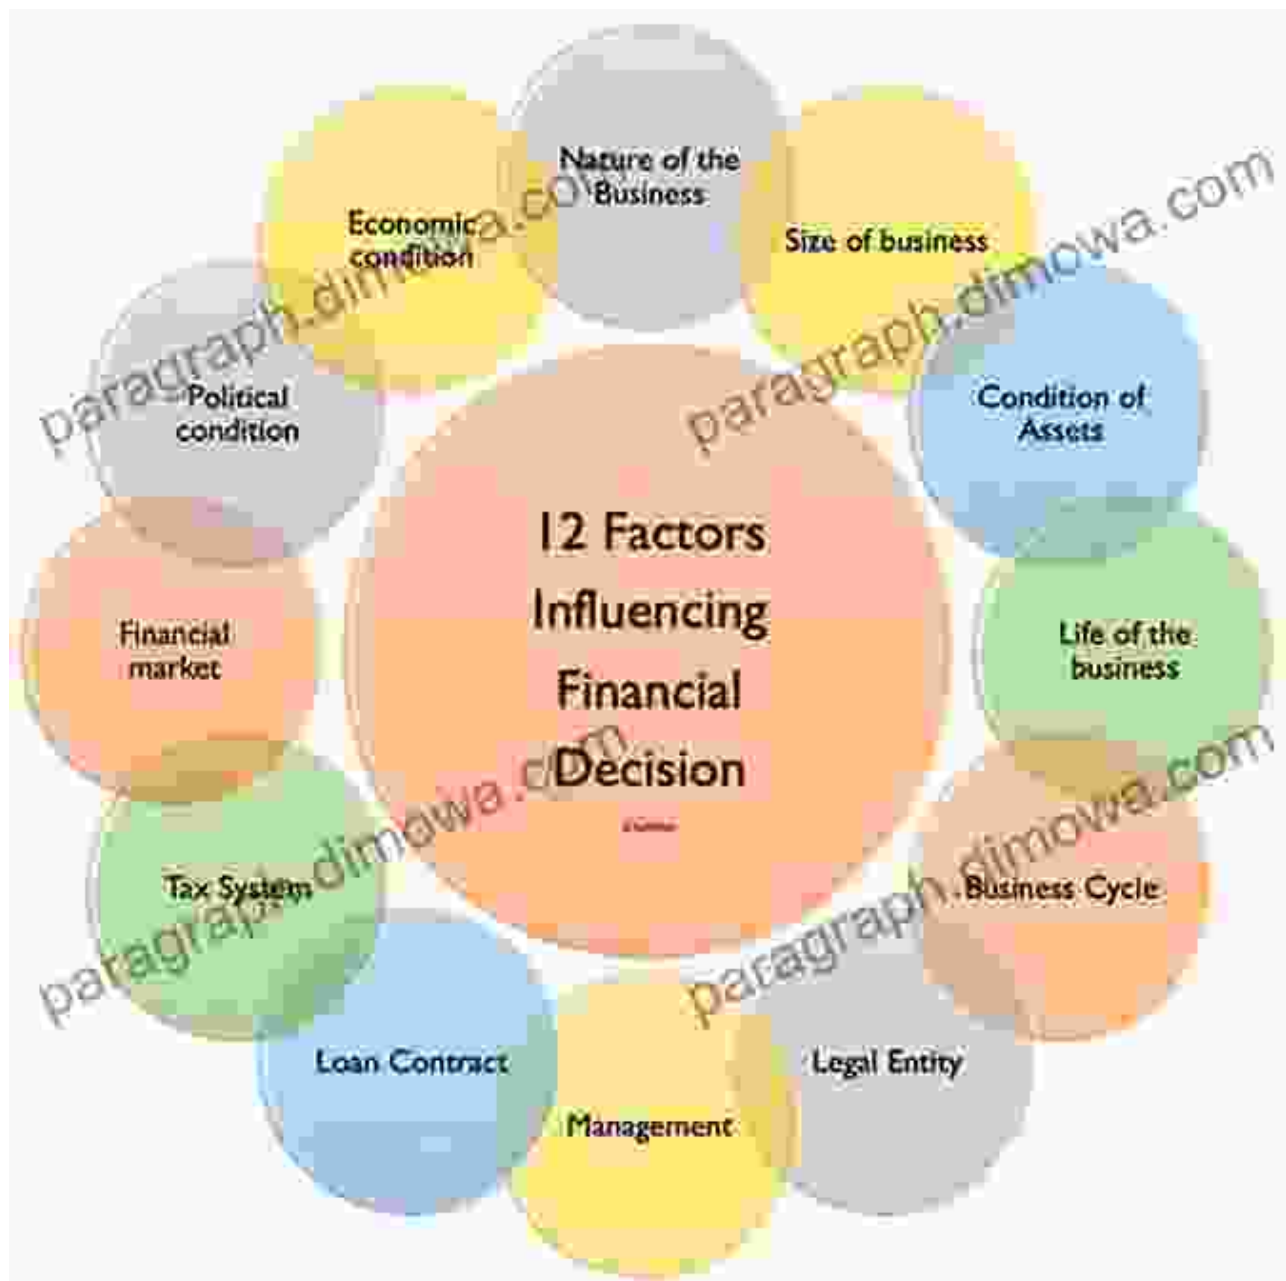 12 Factors
Influencing
Financial
Decision
Nature of the
Business
Size of business
Condition of
Assets
Life of the
business
Business Cycle
Legal Entity
Management
Loan Contract
Tax System
Financial
market
Political
condition
Economic
condition
paragraph.dimowa.com
paragraph.dimowa.com
paragraph.dimowa.com
paragraph.dimowa.com